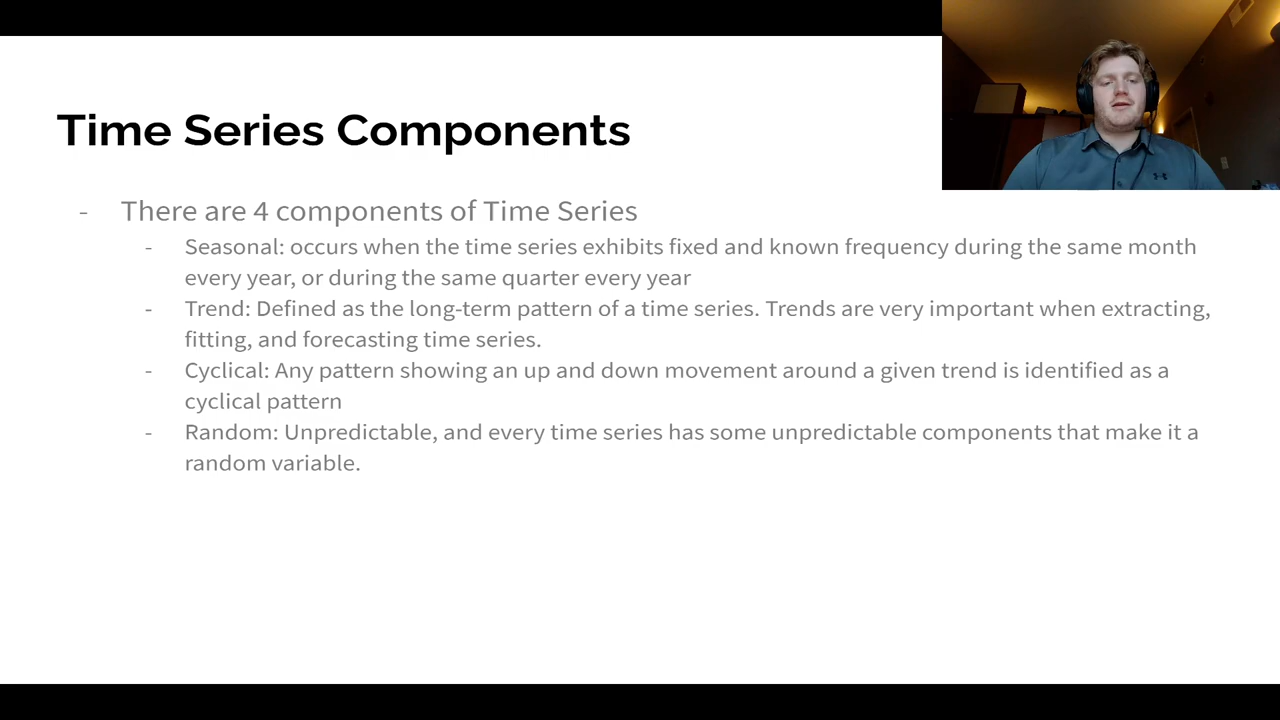 Time Series Components
- There are 4 components of Time Series
- Seasonal: occurs when the time series exhibits fixed and known frequency during the same month
every year, or during the same quarter every year
- Trend: Defined as the long-term pattern of a time series. Trends are very important when extracting,
fitting, and forecasting time series.
- Cyclical: Any pattern showing an up and down movement around a given trend is identified as a
cyclical pattern
- Random: Unpredictable, and every time series has some unpredictable components that make it a
random variable.